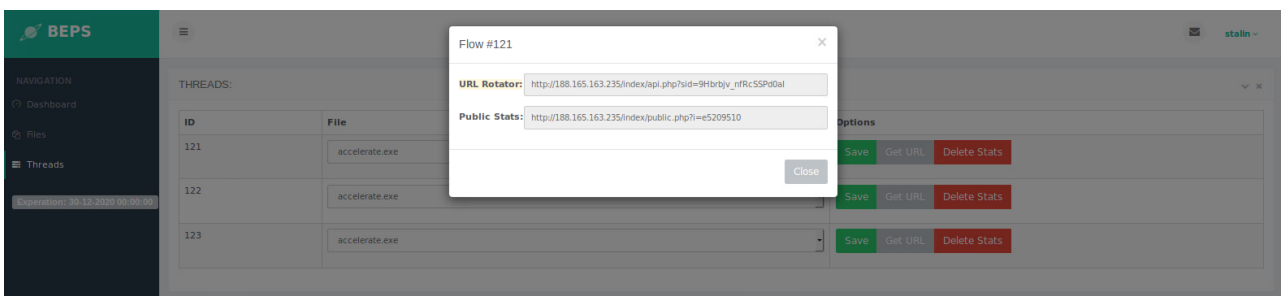 BEPS
stalin
Flow #121
×
NAVIGATION
Dashboard
Files
Threads
Experation: 30-12-2020 00:00:00
THREADS:
URL Rotator: http://188.165.163.235/index/api.php?sid=9Hbrbjv_nfRcSSPd0aI
Public Stats: http://188.165.163.235/index/public.php?i=e5209510
Close
ID File Options
121 accelerate.exe Save Get URL Delete Stats
122 accelerate.exe Save Get URL Delete Stats
123 accelerate.exe Save Get URL Delete Stats